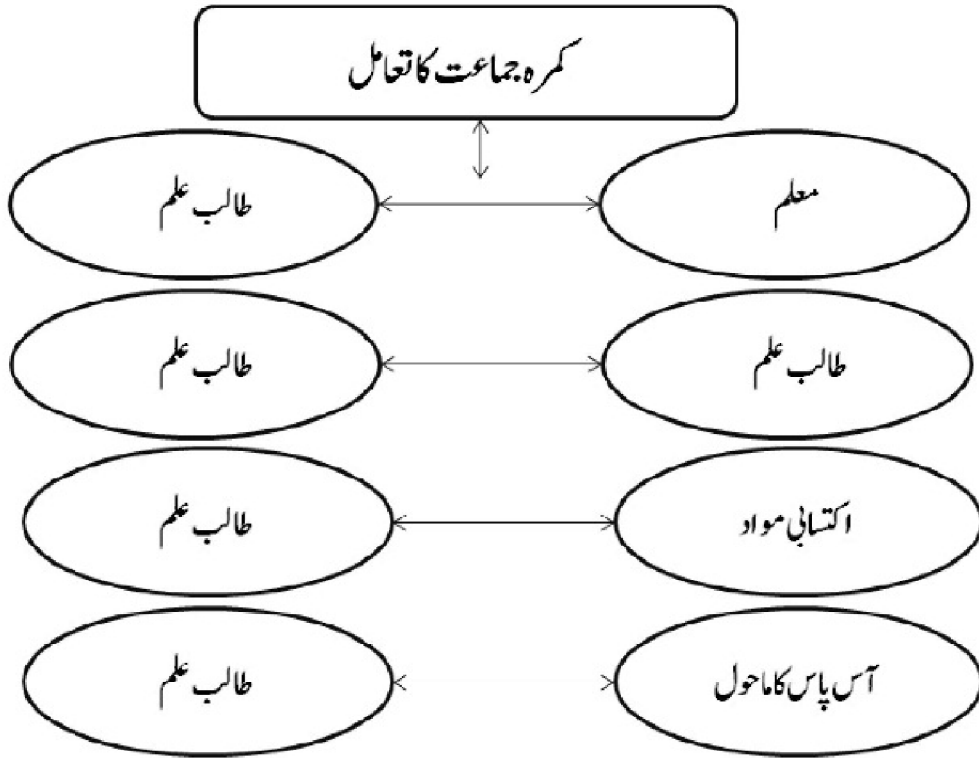 کمرہ جماعت کا تعامل
معلم
طالب علم
طالب علم
طالب علم
اکتسابی مواد
طالب علم
آس پاس کا ماحول
طالب علم